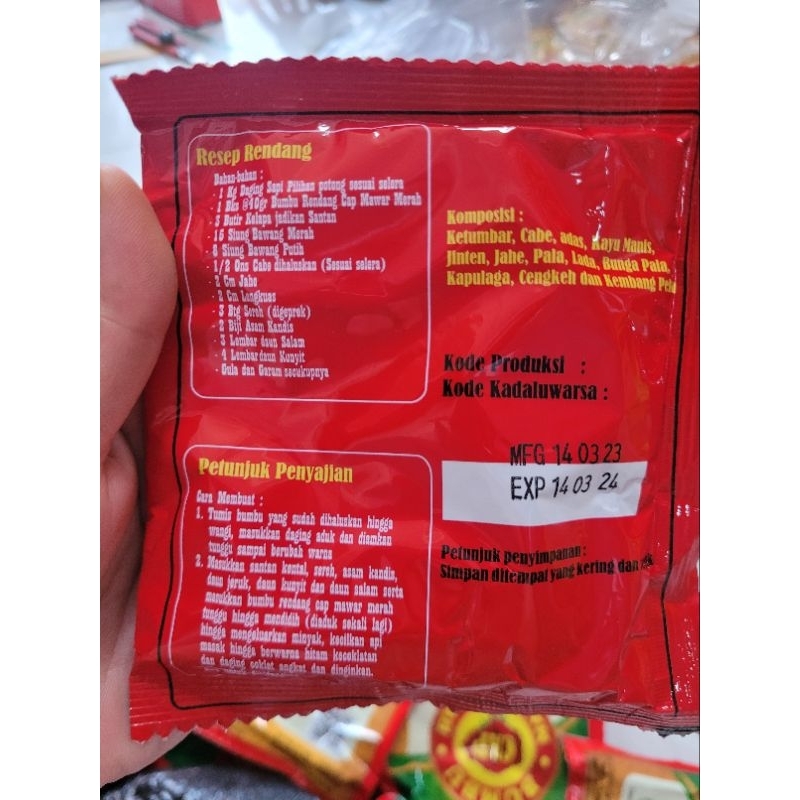 Resep Rendang
Bahan-bahan :
- 1 Kg Daging Sapi Pilihan potong sesuai selera
- 1 Bks @40gr Bumbu Rendang Cap Mawar Merah
- 3 Butir Kelapa jadikan Santan
- 15 Siung Bawang Merah
- 8 Siung Bawang Putih
- 1/2 Ons Cabe dihaluskan (Sesuai selera)
- 2 Cm Jahe
- 2 Cm Lengkuas
- 3 Btg Sereh (digeprek)
- 2 Biji Asam Kandis
- 3 Lembar daun Salam
- 4 Lembar daun Kunyit
- Gula dan Garam secukupnya
Petunjuk Penyajian
Cara Membuat :
1. Tumis bumbu yang sudah dihaluskan hingga
wangi, masukkan daging aduk dan diamkan
tunggu sampai berubah warna
2. Masukkan santan kental, sereh, asam kandis,
daun jeruk, daun kunyit dan daun salam serta
masukkan bumbu rendang cap mawar merah
tunggu hingga mendidih (diaduk sekali lagi)
hingga mengeluarkan minyak, kecilkan api
masak hingga berwarna hitam kecoklatan
dan daging coklat angkat dan dinginkan.
Komposisi :
Ketumbar, Cabe, adas, Kayu Manis,
Jinten, Jahe, Pala, Lada, Bunga Pala,
Kapulaga, Cengkeh dan Kembang
Kode Produksi :
Kode Kadaluwarsa :
MFG 14 03 23
EXP 14 03 24
Petunjuk penyimpanan :
Simpan ditempat yang kering dan